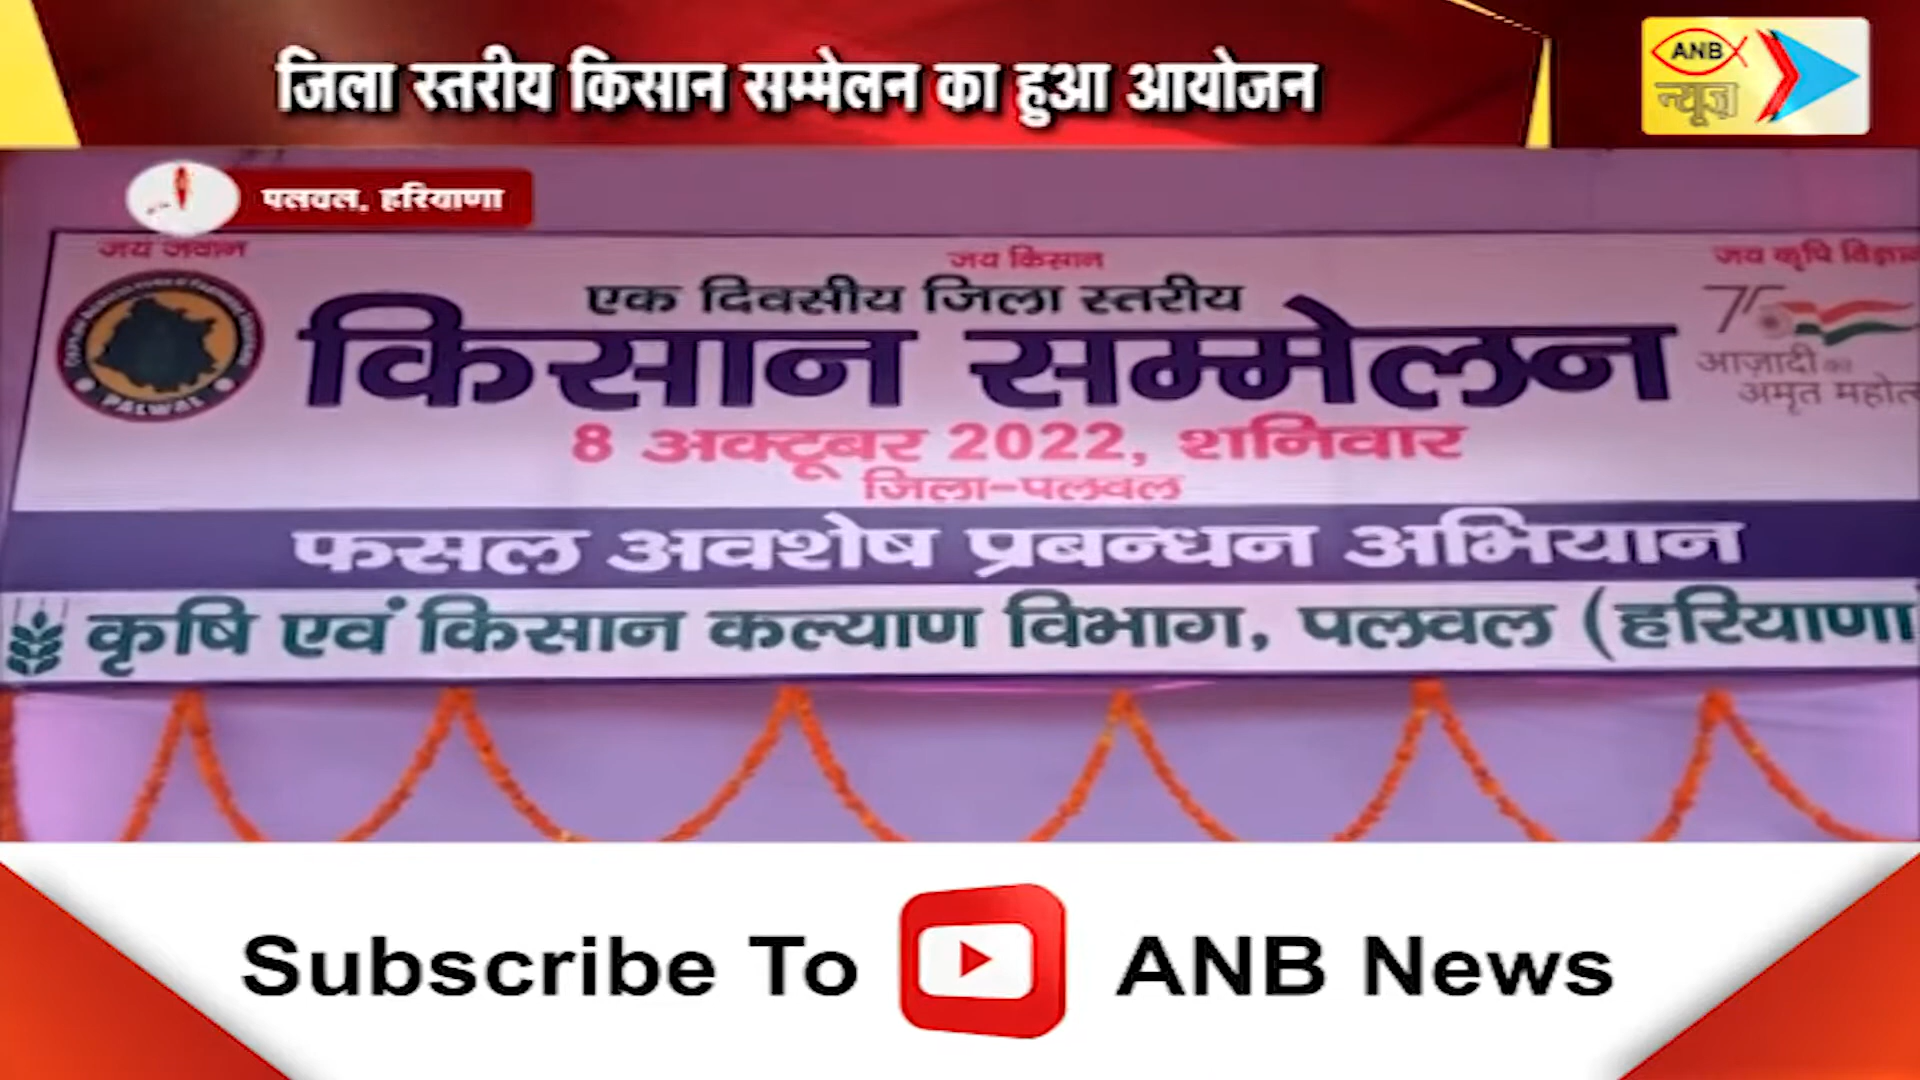 जिला स्तरीय किसान सम्मेलन का हुआ आयोजन
ANB
न्यूज़
पलवल, हरियाणा
जय जवान
जय किसान
जय कृषि विज्ञान
एक दिवसीय जिला स्तरीय
किसान सम्मेलन
75
आज़ादी का
अमृत महोत्
PALWAL
8 अक्टूबर 2022, शनिवार
जिला-पलवल
फसल अवशेष प्रबन्धन अभियान
कृषि एवं किसान कल्याण विभाग, पलवल (हरियाणा
Subscribe To ANB News